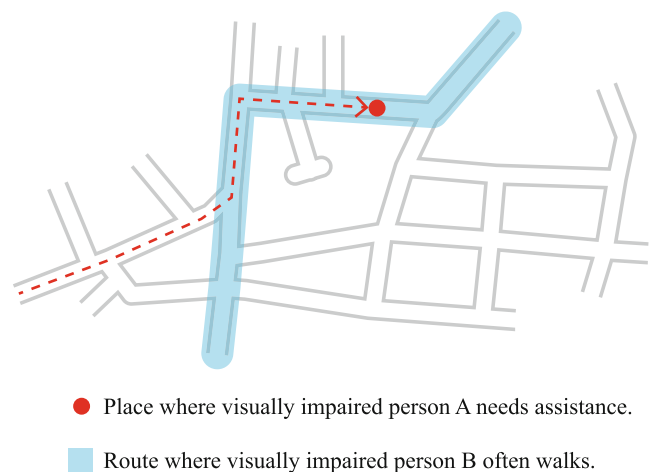 Place where visually impaired person A needs assistance.
Route where visually impaired person B often walks.